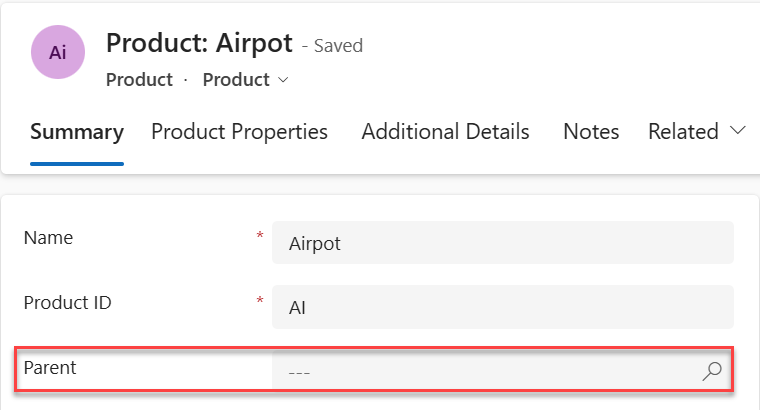 Ai
Product: Airpot - Saved
Product · Product
Summary Product Properties Additional Details Notes Related
Name * Airpot
Product ID * AI
Parent ---